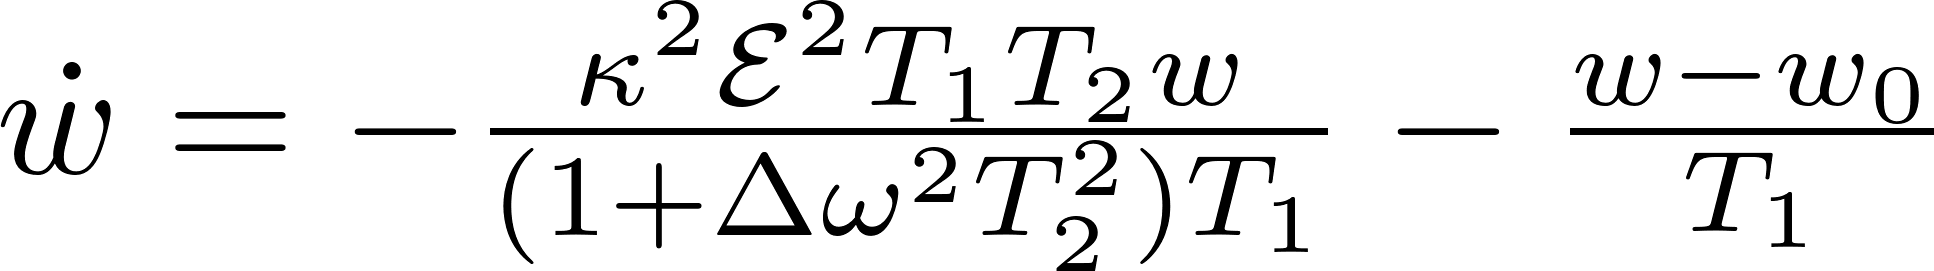 \dot{w} = -\frac{\kappa^2 \mathcal{E}^2 T_1 T_2 w}{(1+\Delta\omega^2 T_2^2)T_1} - \frac{w-w_0}{T_1}